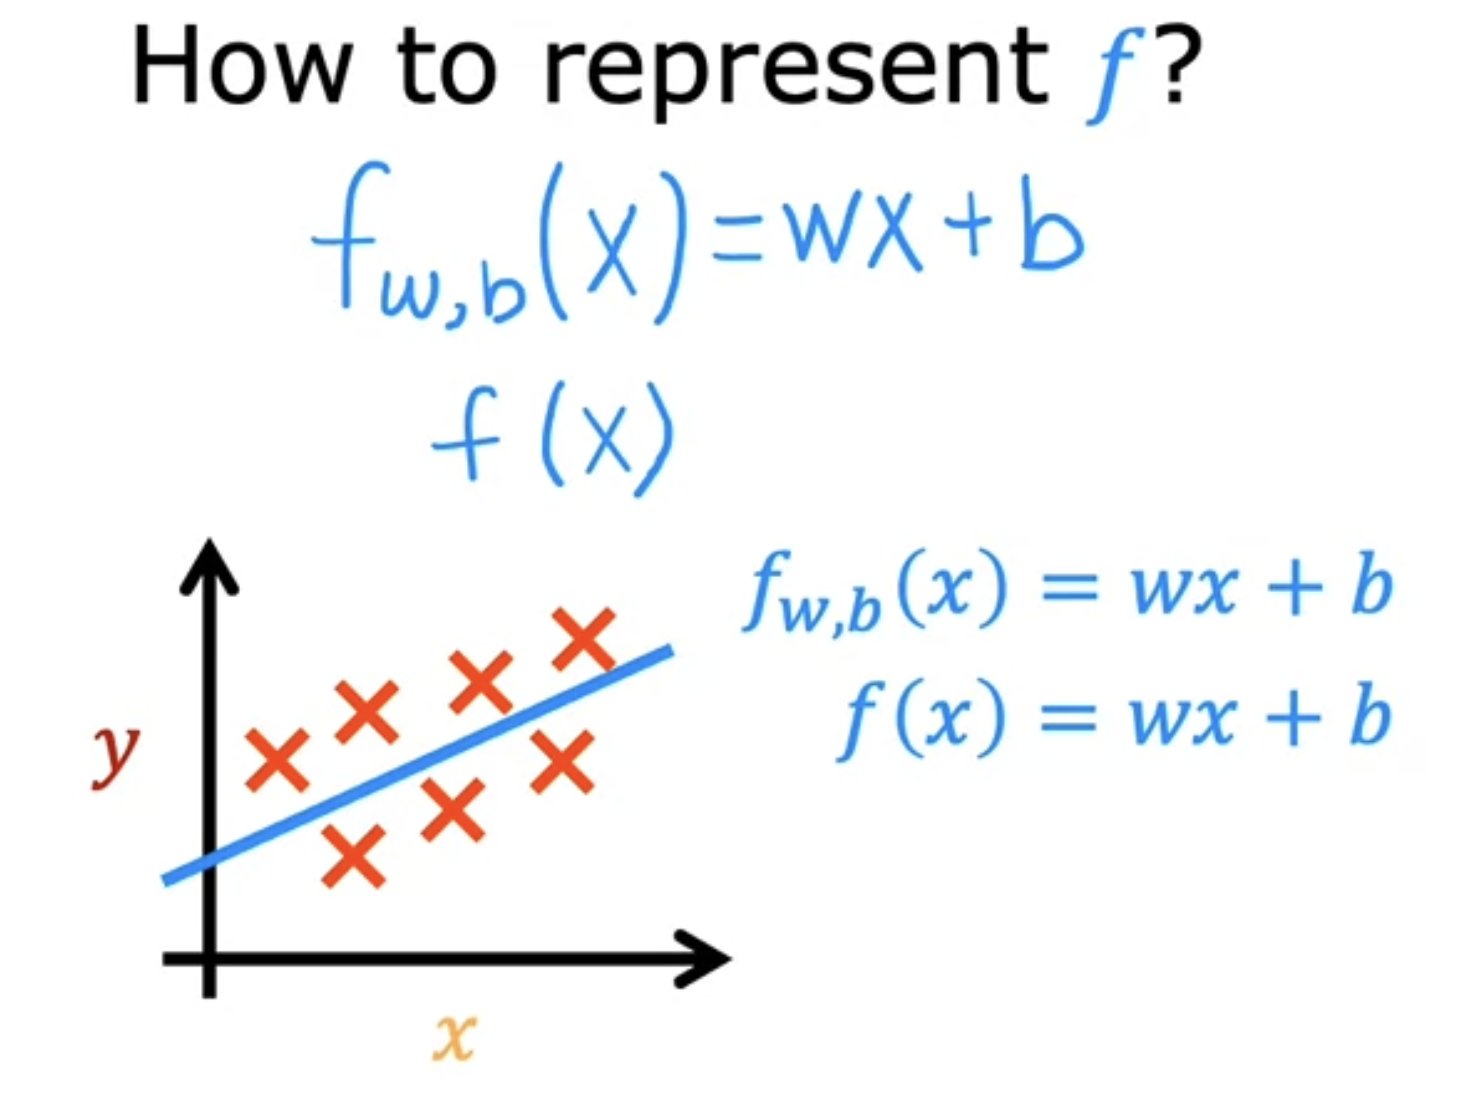 How to represent f?
f_{w,b}(x)=wx+b
f(x)
f_{w,b}(x) = wx + b
f(x) = wx + b
y
x